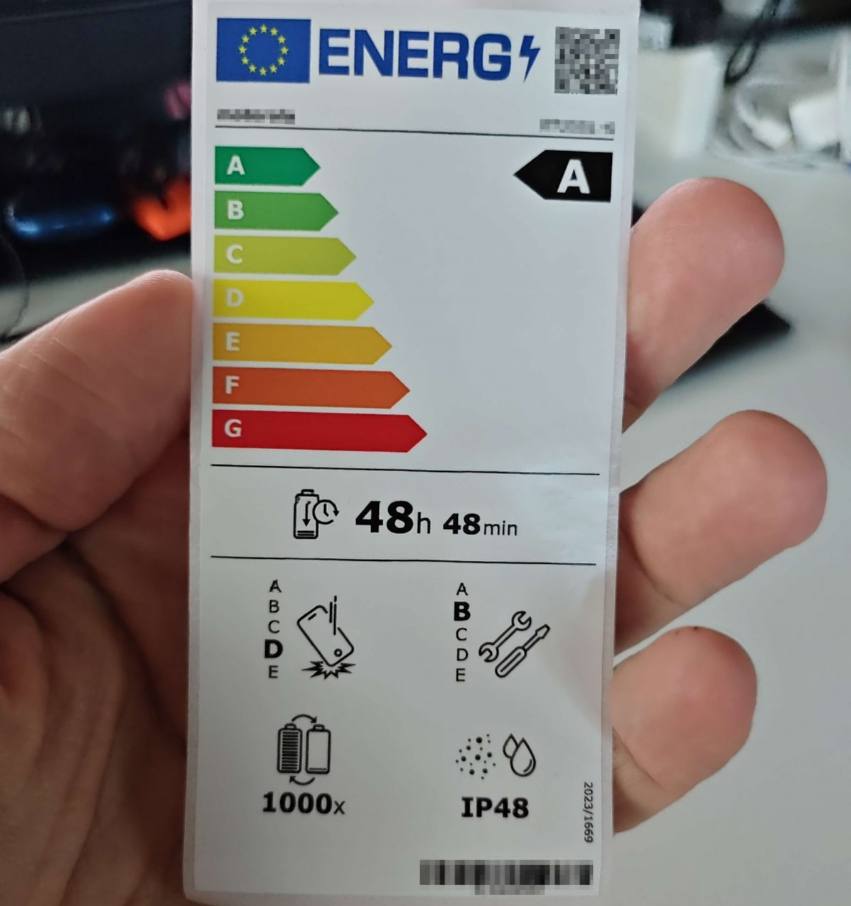 ENERG
A
A
B
C
D
E
F
G
48h 48min
A
B
C
D
E
A
B
C
D
E
1000x
IP48
2023/1669